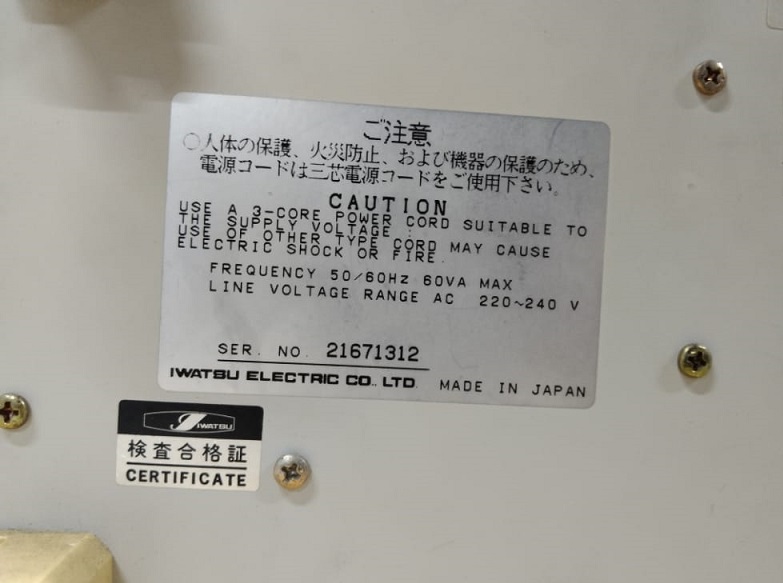 ご注意
○人体の保護、火災防止、および機器の保護のため、
電源コードは三芯電源コードをご使用下さい。
CAUTION
USE A 3-CORE POWER CORD SUITABLE TO
THE SUPPLY VOLTAGE.
USE OF OTHER TYPE CORD MAY CAUSE
ELECTRIC SHOCK OR FIRE.
FREQUENCY 50/60Hz 60VA MAX
LINE VOLTAGE RANGE AC 220~240 V
SER. NO. 21671312
IWATSU ELECTRIC CO., LTD. MADE IN JAPAN
IWATSU
検査合格証
CERTIFICATE